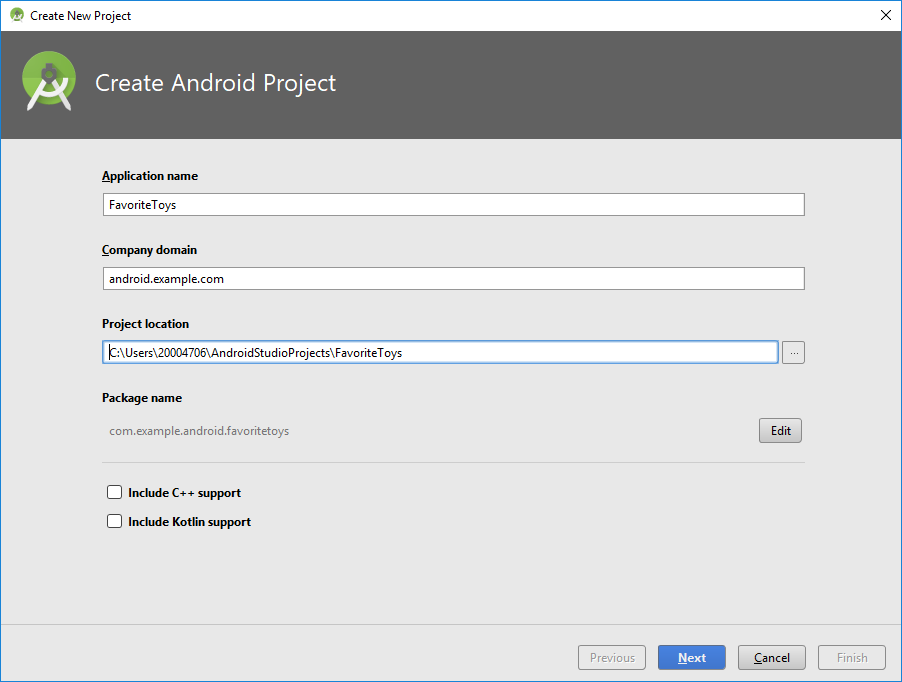 Create New Project
Create Android Project
Application name
FavoriteToys
Company domain
android.example.com
Project location
C:\Users\20004706\AndroidStudioProjects\FavoriteToys
...
Package name
com.example.android.favoritetoys
Edit
Include C++ support
Include Kotlin support
Previous Next Cancel Finish